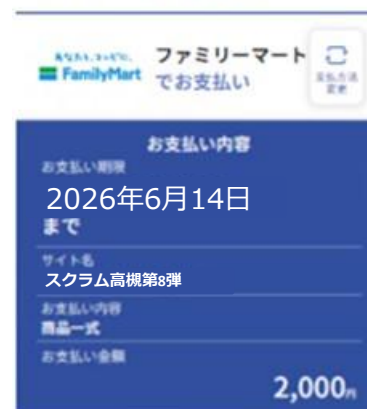 あなたと、コンビに、
FamilyMart
ファミリーマート
でお支払い
支払方法
変更
お支払い内容
お支払い期限
2026年6月14日
まで
サイト名
スクラム高槻第8弾
お支払い内容
商品一式
お支払い金額
2,000円